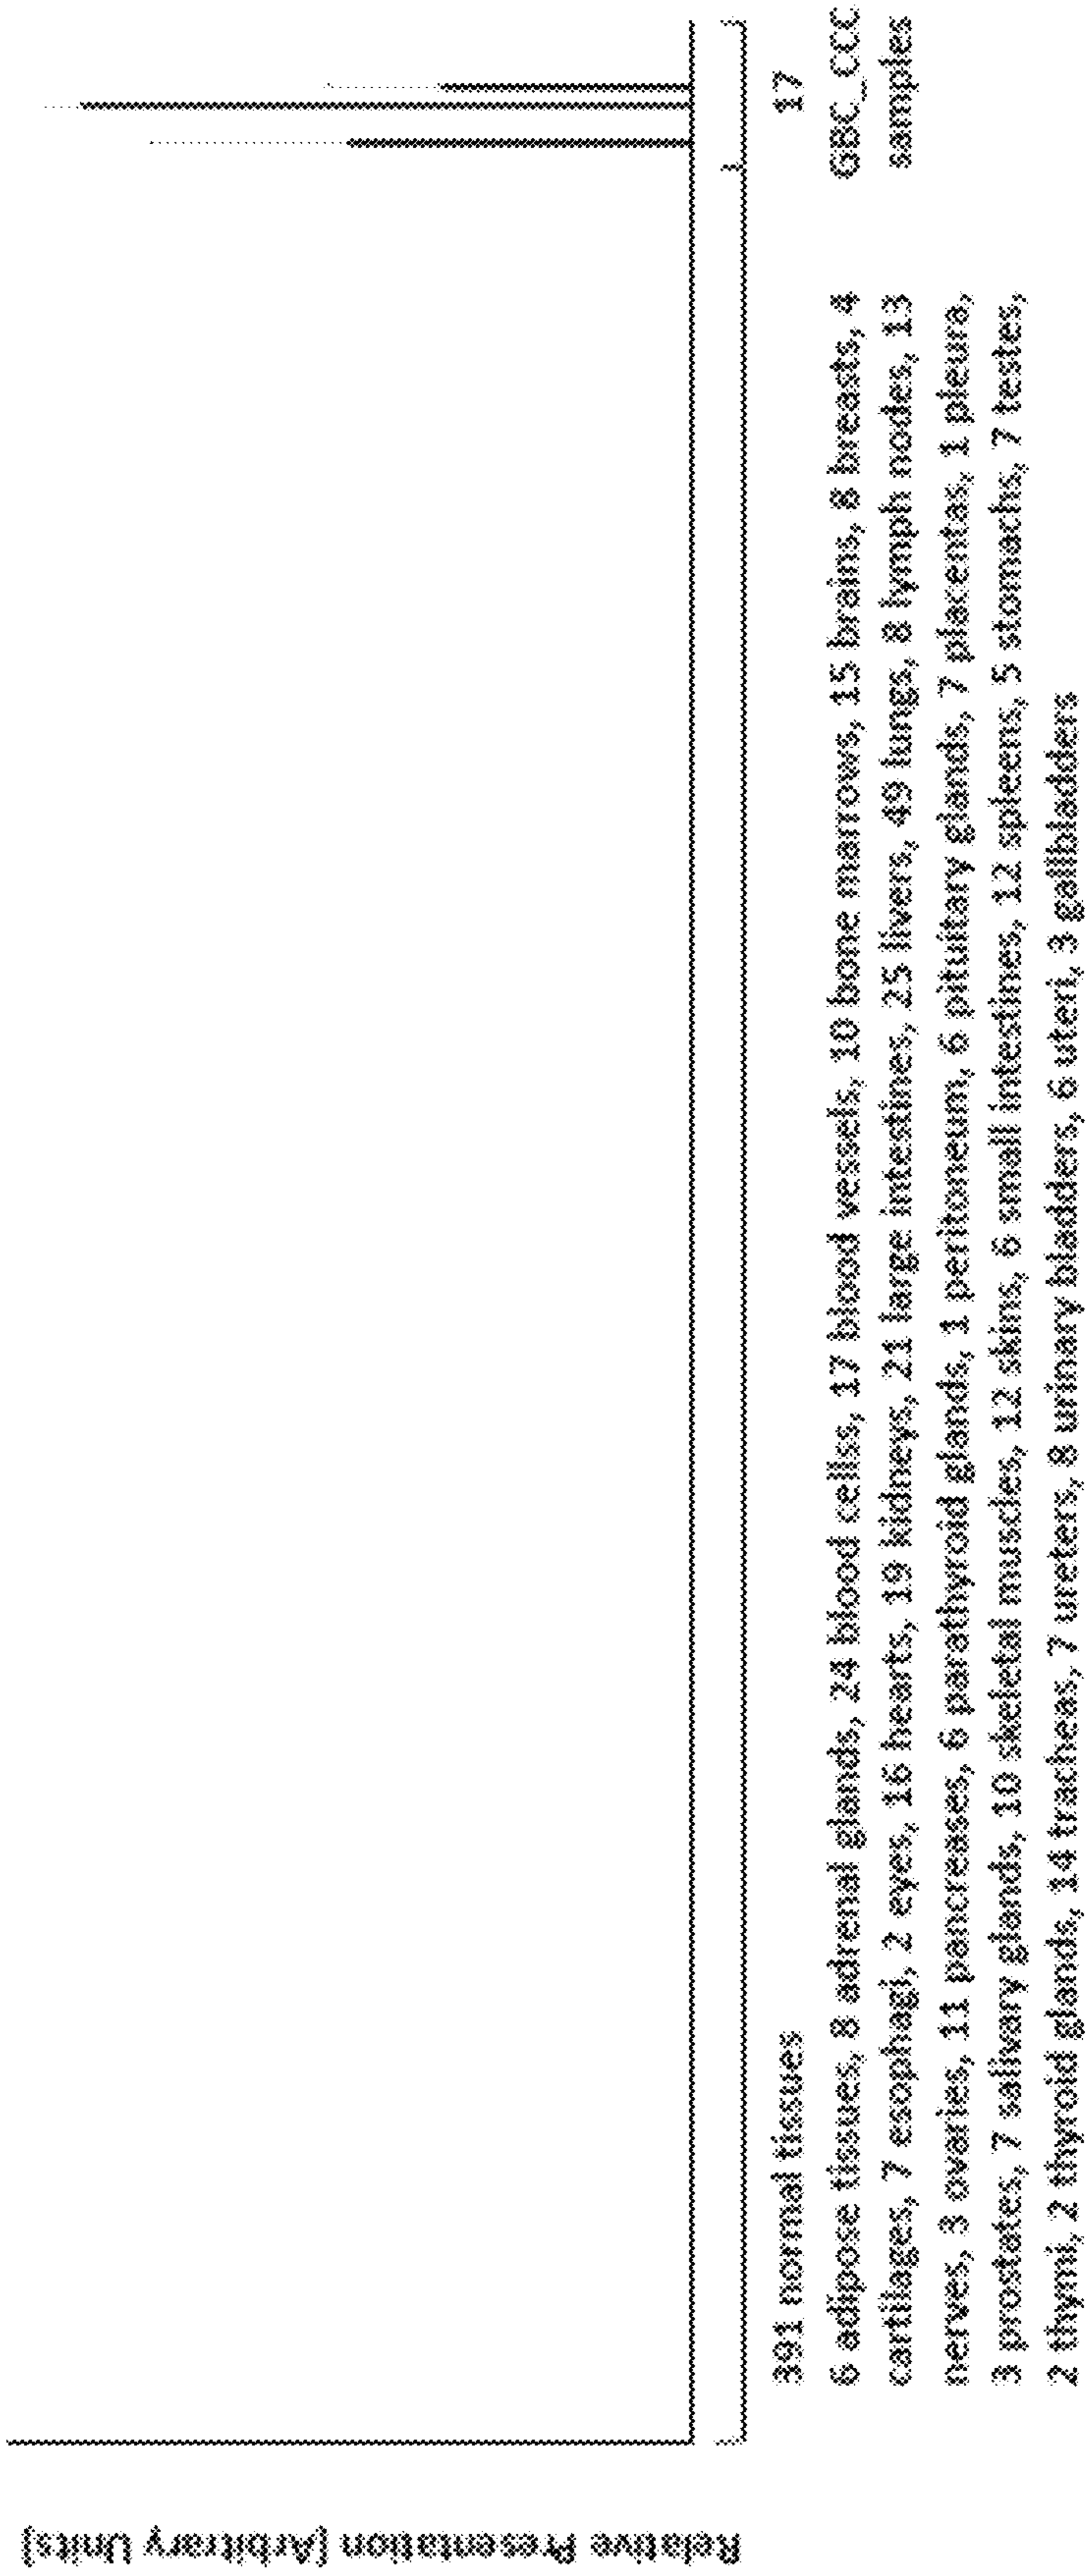 Relative Presentation [Arbitrary Units]
391 normal tissues
6 adipose tissues, 8 adrenal glands, 24 blood cellss, 17 blood vessels, 10 bone marrows, 15 brains, 8 breasts, 4
cartilages, 7 esophagi, 2 eyes, 16 hearts, 19 kidneys, 21 large intestines, 25 livers, 49 lungs, 8 lymph nodes, 13
nerves, 3 ovaries, 11 pancreases, 6 parathyroid glands, 1 peritoneum, 6 pituitary glands, 7 placentas, 1 pleura,
3 prostates, 7 salivary glands, 10 skeletal muscles, 12 skins, 6 small intestines, 12 spleens, 5 stomachs, 7 testes,
2 thymi, 2 thyroid glands, 14 tracheas, 7 ureters, 8 urinary bladders, 6 uteri, 3 gallbladders
17
GBC_CCC
samples